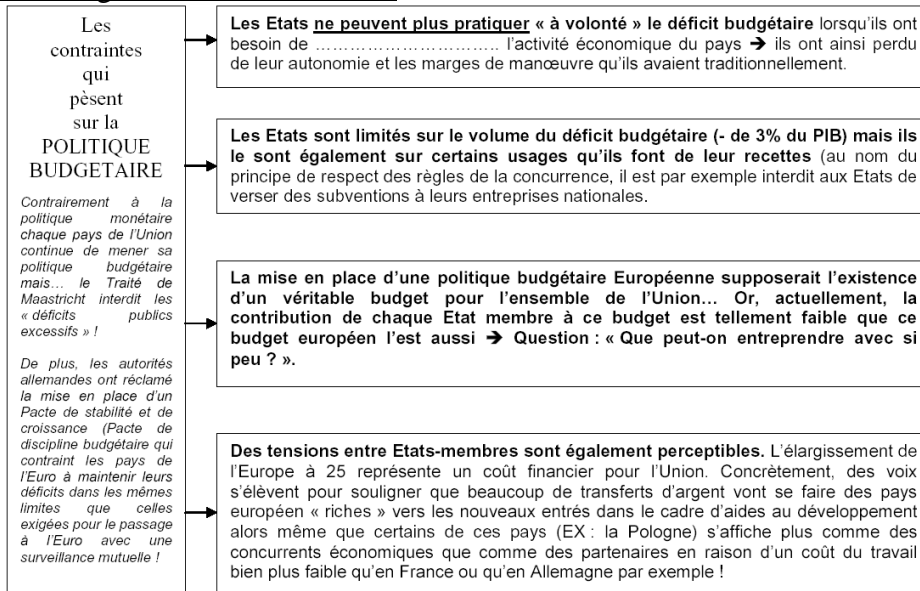 Les
contraintes
qui
pèsent
sur la
POLITIQUE
BUDGETAIRE
Contrairement à la
politique monétaire
chaque pays de l'Union
continue de mener sa
politique budgétaire
mais… le Traité de
Maastricht interdit les
« déficits publics
excessifs » !
De plus, les autorités
allemandes ont réclamé
la mise en place d'un
Pacte de stabilité et de
croissance (Pacte de
discipline budgétaire qui
contraint les pays de
l'Euro à maintenir leurs
déficits dans les mêmes
limites que celles
exigées pour le passage
à l'Euro avec une
surveillance mutuelle !
Les Etats ne peuvent plus pratiquer « à volonté » le déficit budgétaire lorsqu'ils ont
besoin de ………………………….. l'activité économique du pays ➔ ils ont ainsi perdu
de leur autonomie et les marges de manœuvre qu'ils avaient traditionnellement.
Les Etats sont limités sur le volume du déficit budgétaire (- de 3% du PIB) mais ils
le sont également sur certains usages qu'ils font de leur recettes (au nom du
principe de respect des règles de la concurrence, il est par exemple interdit aux Etats de
verser des subventions à leurs entreprises nationales.
La mise en place d'une politique budgétaire Européenne supposerait l'existence
d'un véritable budget pour l'ensemble de l'Union… Or, actuellement, la
contribution de chaque Etat membre à ce budget est tellement faible que ce
budget européen l'est aussi ➔ Question : « Que peut-on entreprendre avec si
peu ? ».
Des tensions entre Etats-membres sont également perceptibles. L'élargissement de
l'Europe à 25 représente un coût financier pour l'Union. Concrètement, des voix
s'élèvent pour souligner que beaucoup de transferts d'argent vont se faire des pays
européen « riches » vers les nouveaux entrés dans le cadre d'aides au développement
alors même que certains de ces pays (EX : la Pologne) s'affiche plus comme des
concurrents économiques que comme des partenaires en raison d'un coût du travail
bien plus faible qu'en France ou qu'en Allemagne par exemple !